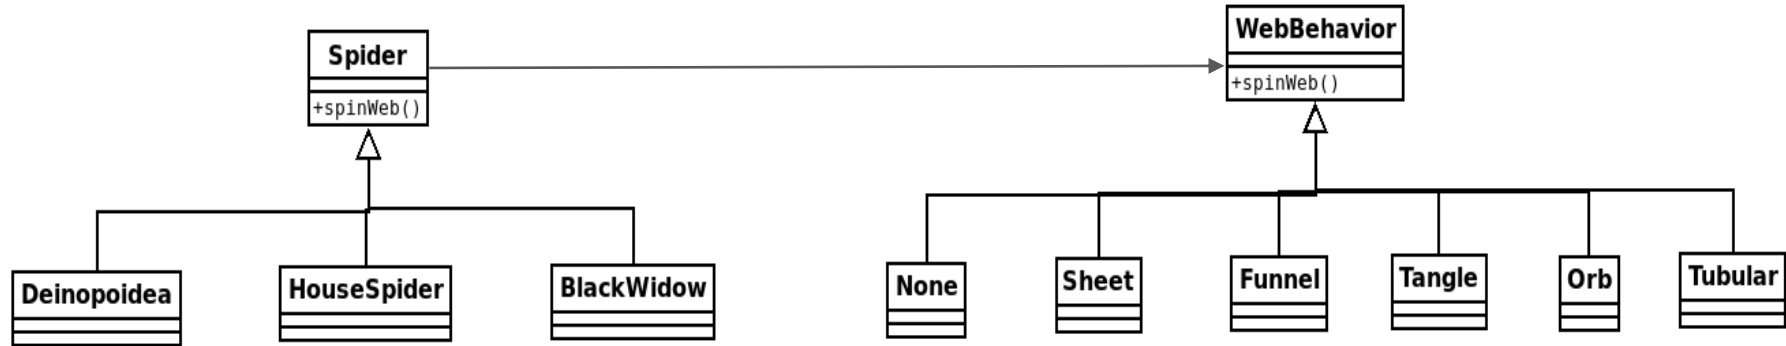 Spider
+spinWeb()
WebBehavior
+spinWeb()
Deinopoidea
HouseSpider
BlackWidow
None
Sheet
Funnel
Tangle
Orb
Tubular